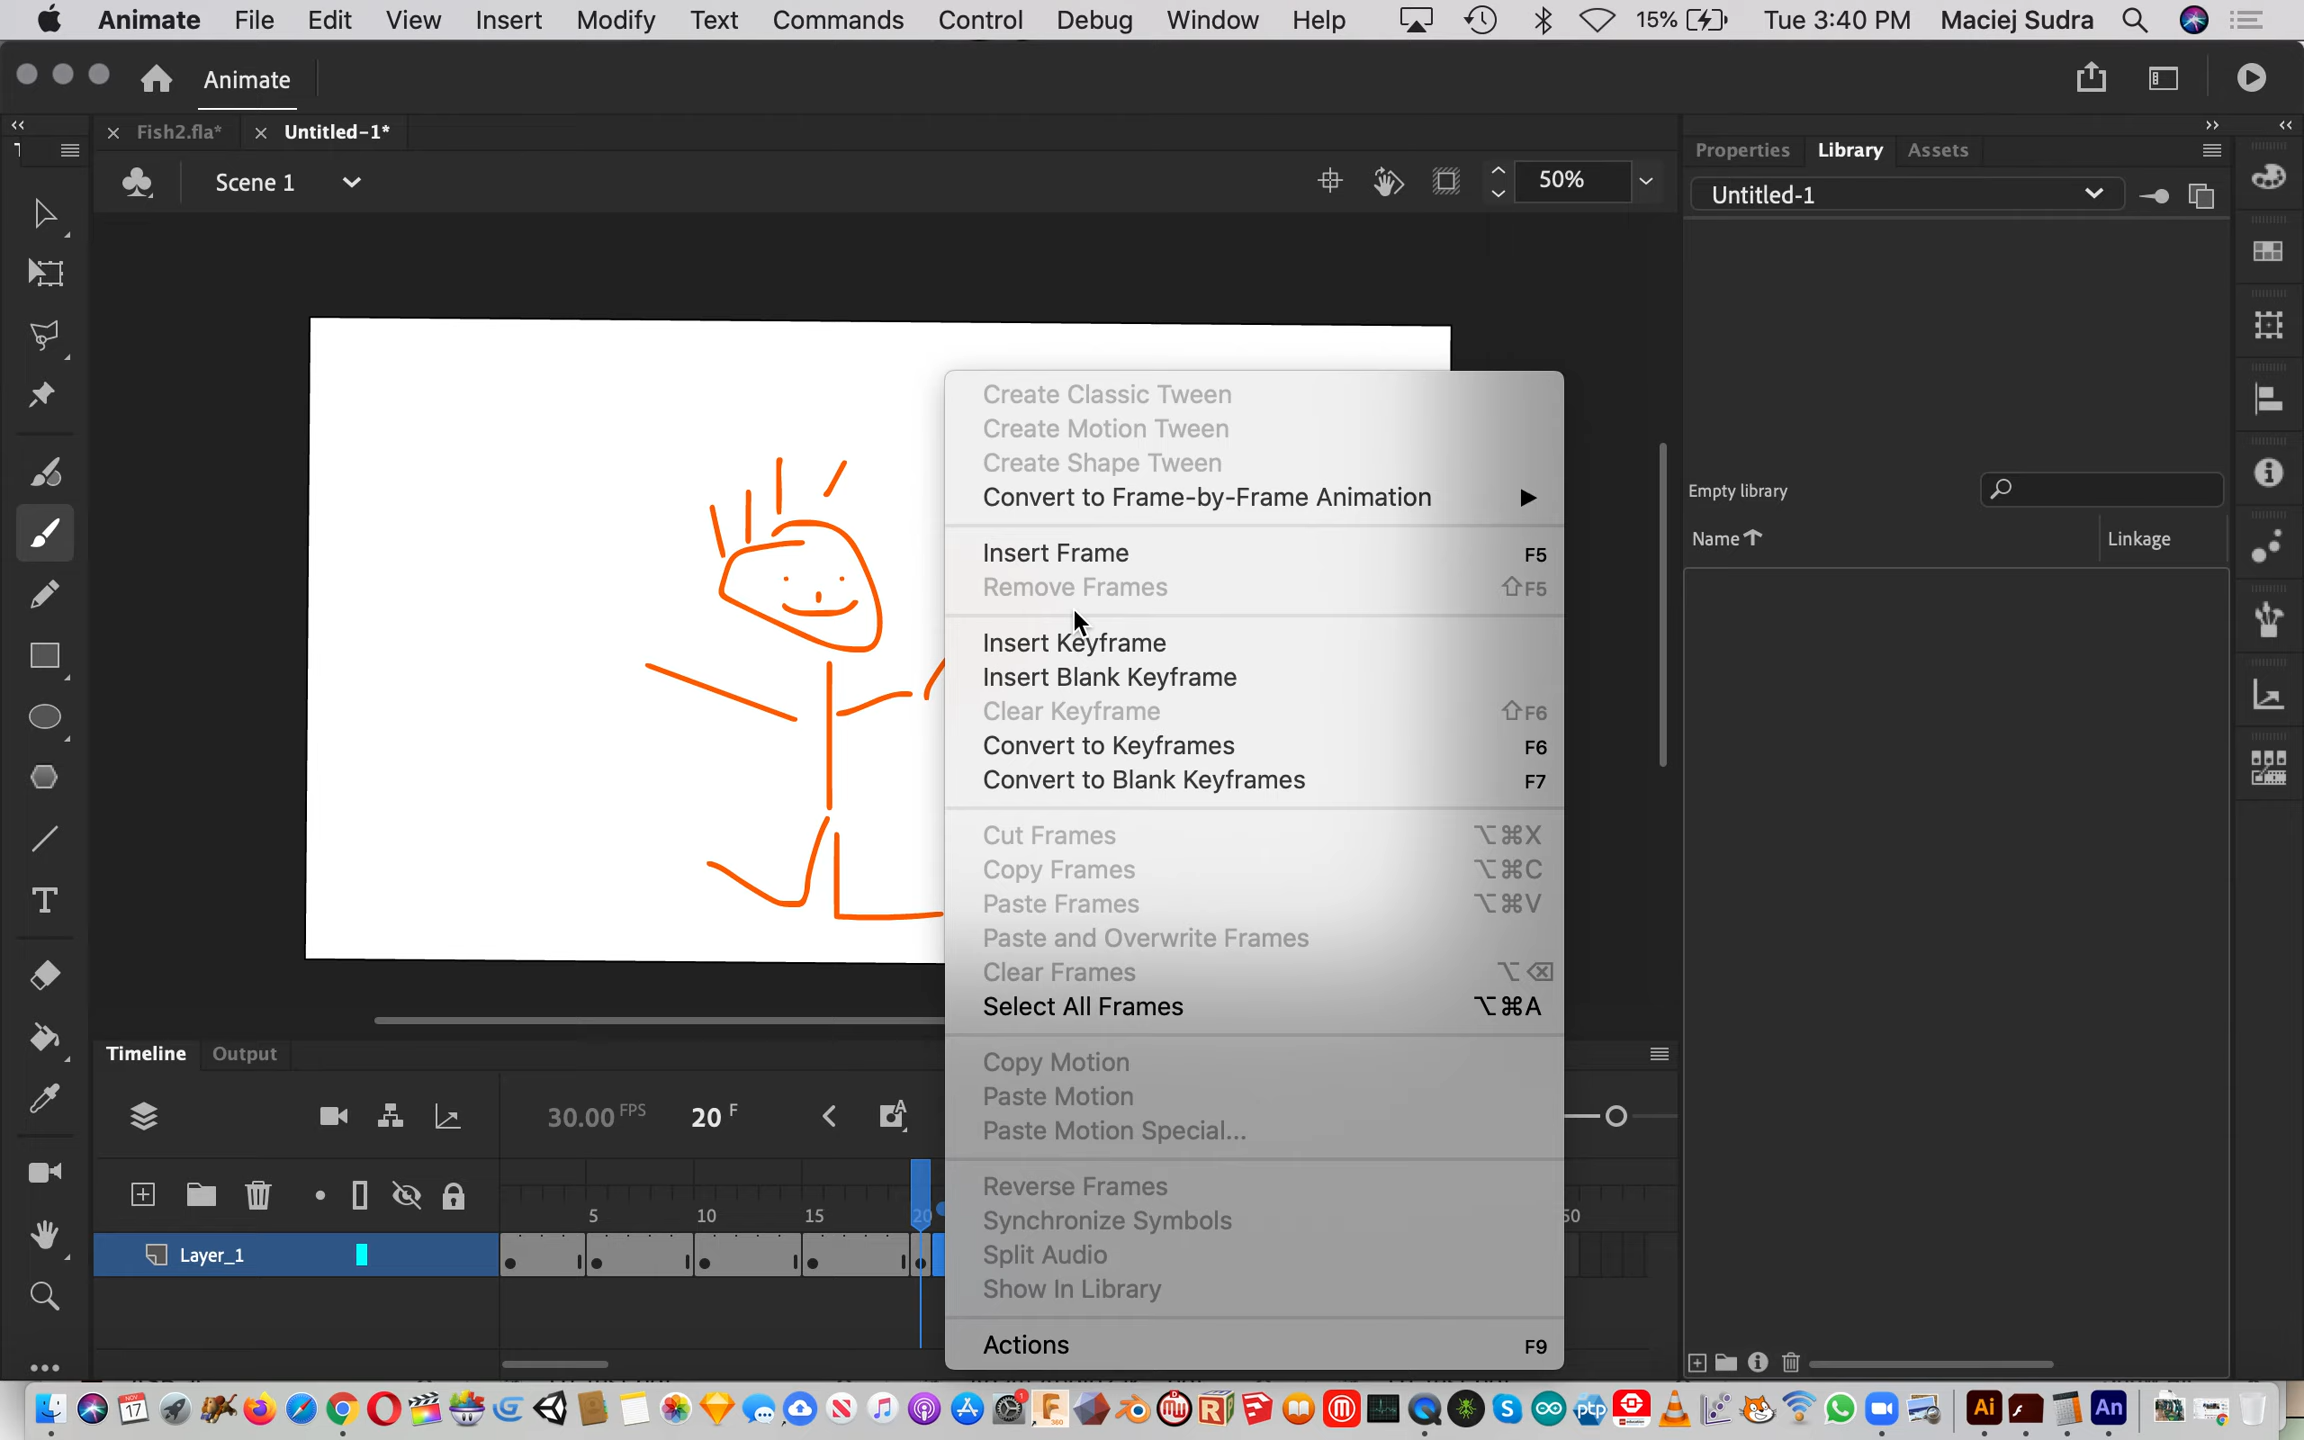 Animate File Edit View Insert Modify Text Commands Control Debug Window Help 15% Tue 3:40 PM Maciej Sudra
Animate
× Fish2.fla* × Untitled-1*
Scene 1 50%
Properties Library Assets
Untitled-1
Empty library
Name Linkage
Create Classic Tween
Create Motion Tween
Create Shape Tween
Convert to Frame-by-Frame Animation
Insert Frame F5
Remove Frames ⇧F5
Insert Keyframe
Insert Blank Keyframe
Clear Keyframe ⇧F6
Convert to Keyframes F6
Convert to Blank Keyframes F7
Cut Frames ⌥⌘X
Copy Frames ⌥⌘C
Paste Frames ⌥⌘V
Paste and Overwrite Frames
Clear Frames ⌥⌫
Select All Frames ⌥⌘A
Copy Motion
Paste Motion
Paste Motion Special...
Reverse Frames
Synchronize Symbols
Split Audio
Show In Library
Actions F9
Timeline Output
30.00 FPS 20 F
5 10 15 20
Layer_1
NOV 17 360 ptp Ai An